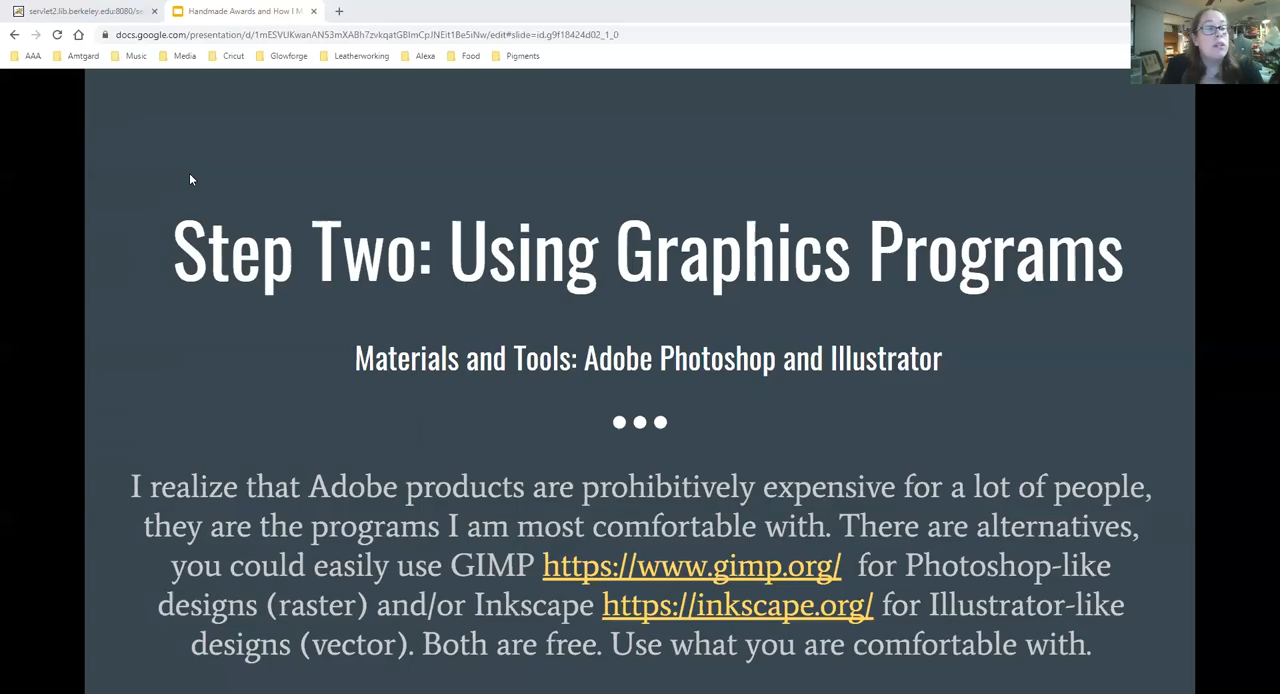 servlet2.lib.berkeley.edu:8080/se
Handmade Awards and How I M
docs.google.com/presentation/d/1mESVUKwanAN53mXABh7zvkqatGBImCpJNEit1Be5iNw/edit#slide=id.g9f18424d02_1_0
AAA Amtgard Music Media Cricut Glowforge Leatherworking Alexa Food Pigments
Step Two: Using Graphics Programs
Materials and Tools: Adobe Photoshop and Illustrator
I realize that Adobe products are prohibitively expensive for a lot of people,
they are the programs I am most comfortable with. There are alternatives,
you could easily use GIMP https://www.gimp.org/ for Photoshop-like
designs (raster) and/or Inkscape https://inkscape.org/ for Illustrator-like
designs (vector). Both are free. Use what you are comfortable with.